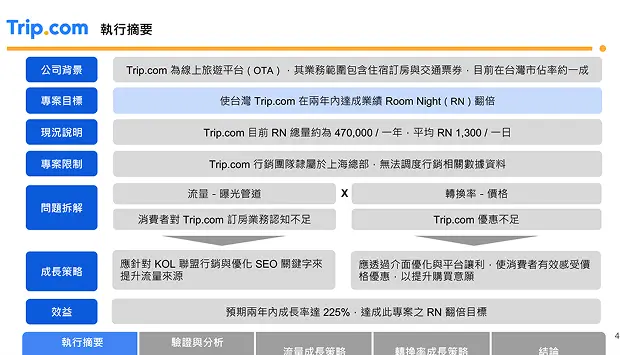 Trip.com 執行摘要
公司背景
Trip.com 為線上旅遊平台 ( OTA ) ，其業務範圍包含住宿訂房與交通票券，目前在台灣市佔率約一成
專案目標
使台灣 Trip.com 在兩年內達成業績 Room Night ( RN ) 翻倍
現況說明
Trip.com 目前 RN 總量約為 470,000 / 一年，平均 RN 1,300 / 一日
專案限制
Trip.com 行銷團隊隸屬於上海總部，無法調度行銷相關數據資料
問題拆解
流量 - 曝光管道 X 轉換率 - 價格
消費者對 Trip.com 訂房業務認知不足
Trip.com 優惠不足
成長策略
應針對 KOL 聯盟行銷與優化 SEO 關鍵字來
提升流量來源
應透過介面優化與平台讓利，使消費者有效感受價
格優惠，以提升購買意願
效益
預期兩年內成長率達 225%，達成此專案之 RN 翻倍目標
4
執行摘要
驗證與分析
流量成長策略
轉換率成長策略
結論